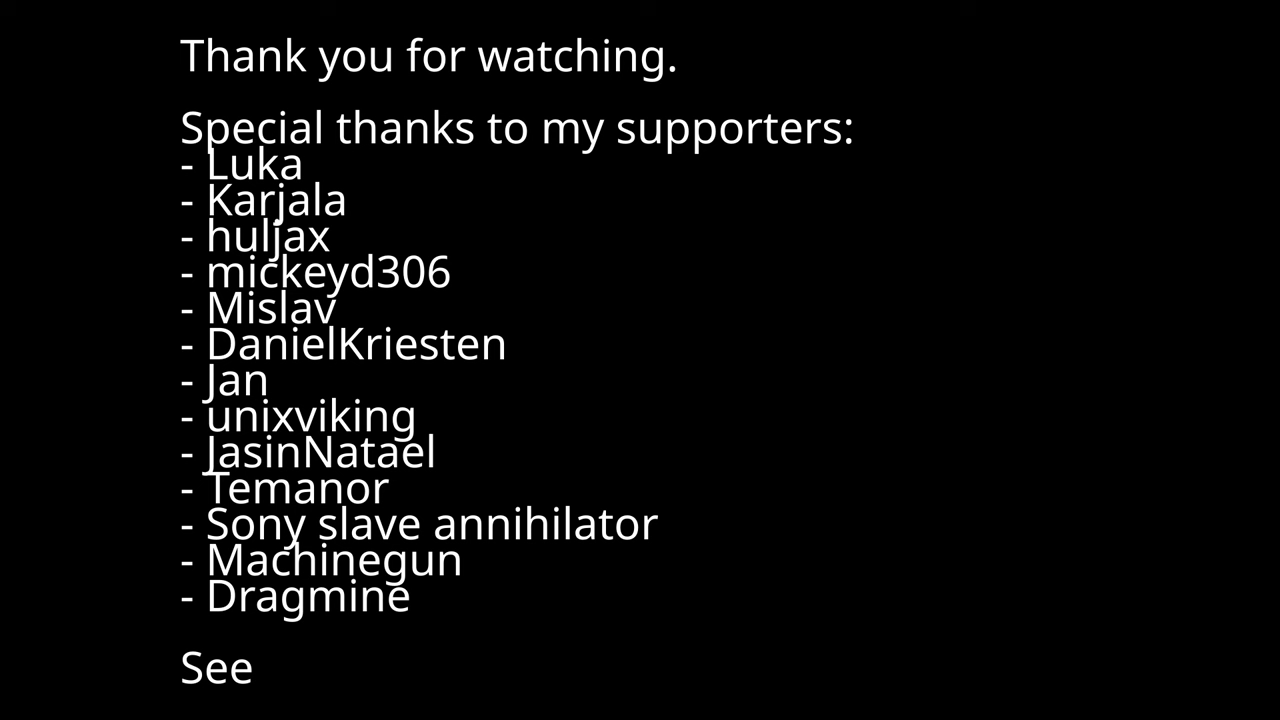 Thank you for watching.
Special thanks to my supporters:
- Luka
- Karjala
- huljax
- mickeyd306
- Mislav
- DanielKriesten
- Jan
- unixviking
- JasinNatael
- Temanor
- Sony slave annihilator
- Machinegun
- Dragmine
See